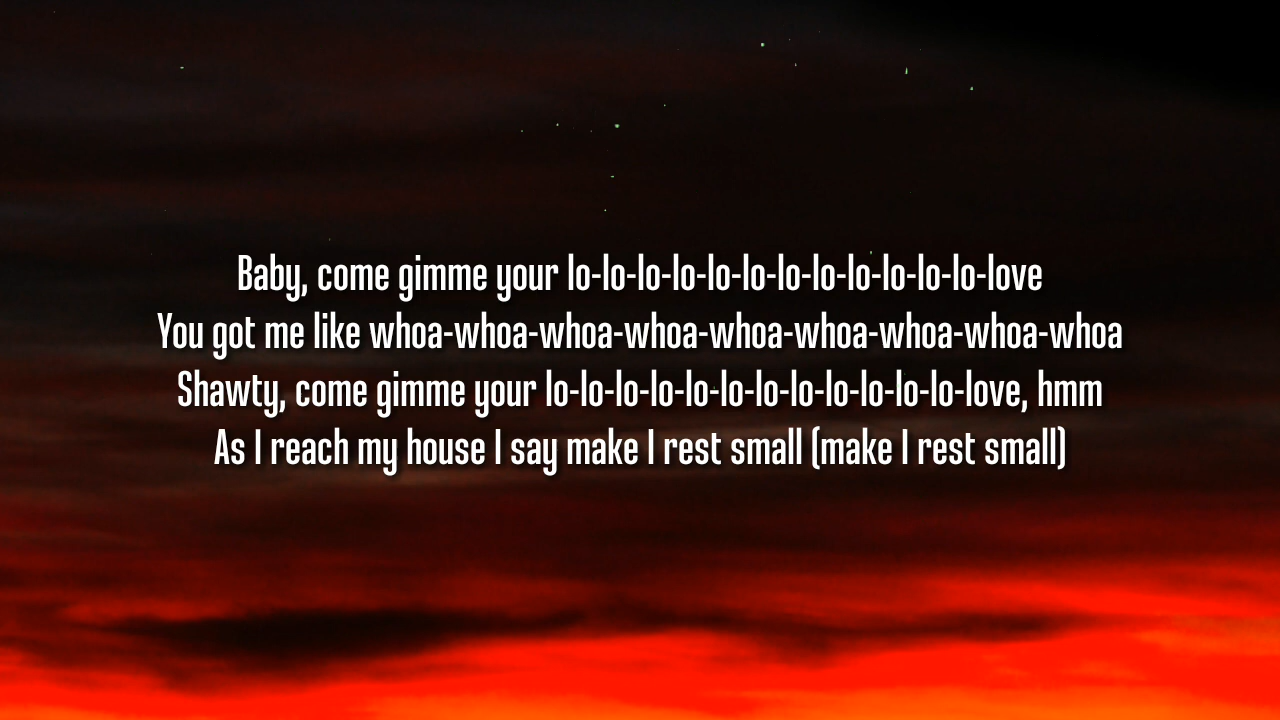 Baby, come gimme your lo-lo-lo-lo-lo-lo-lo-lo-lo-lo-lo-lo-love
You got me like whoa-whoa-whoa-whoa-whoa-whoa-whoa-whoa-whoa
Shawty, come gimme your lo-lo-lo-lo-lo-lo-lo-lo-lo-lo-lo-lo-love, hmm
As I reach my house I say make I rest small (make I rest small)